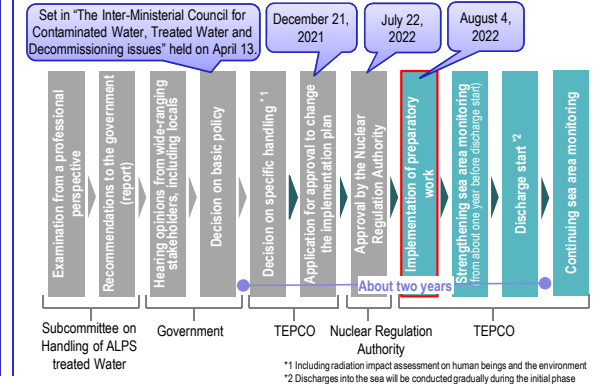 Set in "The Inter-Ministerial Council for
Contaminated Water, Treated Water and
Decommissioning issues" held on April 13.
December 21,
2021
July 22,
2022
August 4,
2022
Examination from a professional
perspective
Recommendations to the government
(report)
Hearing opinions from wide-ranging
stakeholders, including locals
Decision on basic policy
Decision on specific handling *1
Application for approval to change
the implementation plan
Approval by the Nuclear
Regulation Authority
Implementation of preparatory
work
Strengthening sea area monitoring
(from about one year before discharge start)
Discharge start *2
Continuing sea area monitoring
About two years
Subcommittee on
Handling of ALPS
treated Water
Government
TEPCO
Nuclear Regulation
Authority
TEPCO
*1 Including radiation impact assessment on human beings and the environment
*2 Discharges into the sea will be conducted gradually during the initial phase